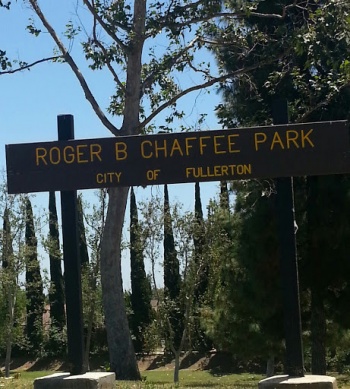 ROGER B CHAFFEE PARK
CITY OF FULLERTON